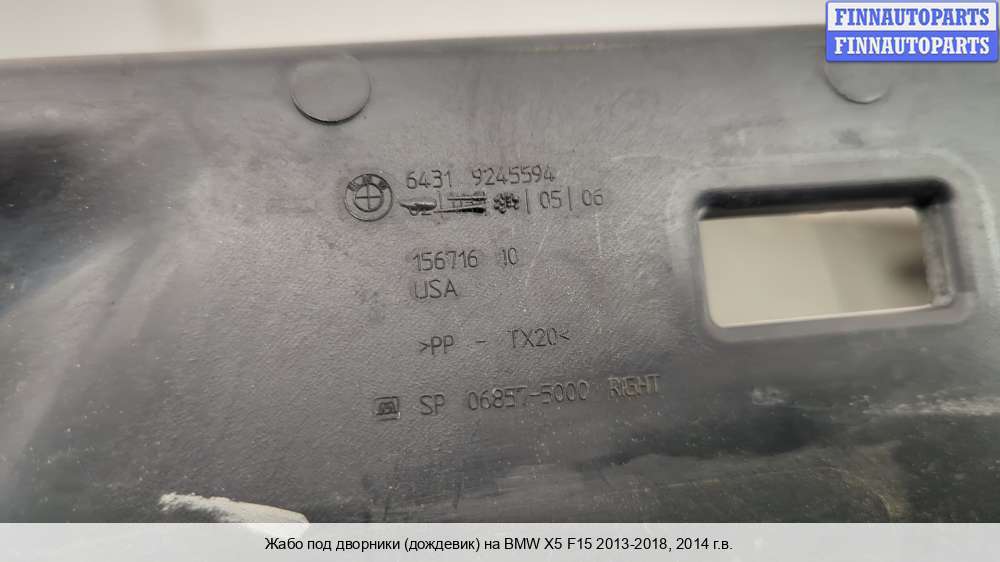 FINNAUTOPARTS
FINNAUTOPARTS
6431 9245594
| 05 | 06
156716 10
USA
>PP - TX20<
SP 06857-5000 RIGHT
Жабо под дворники (дождевик) на BMW X5 F15 2013-2018, 2014 г.в.